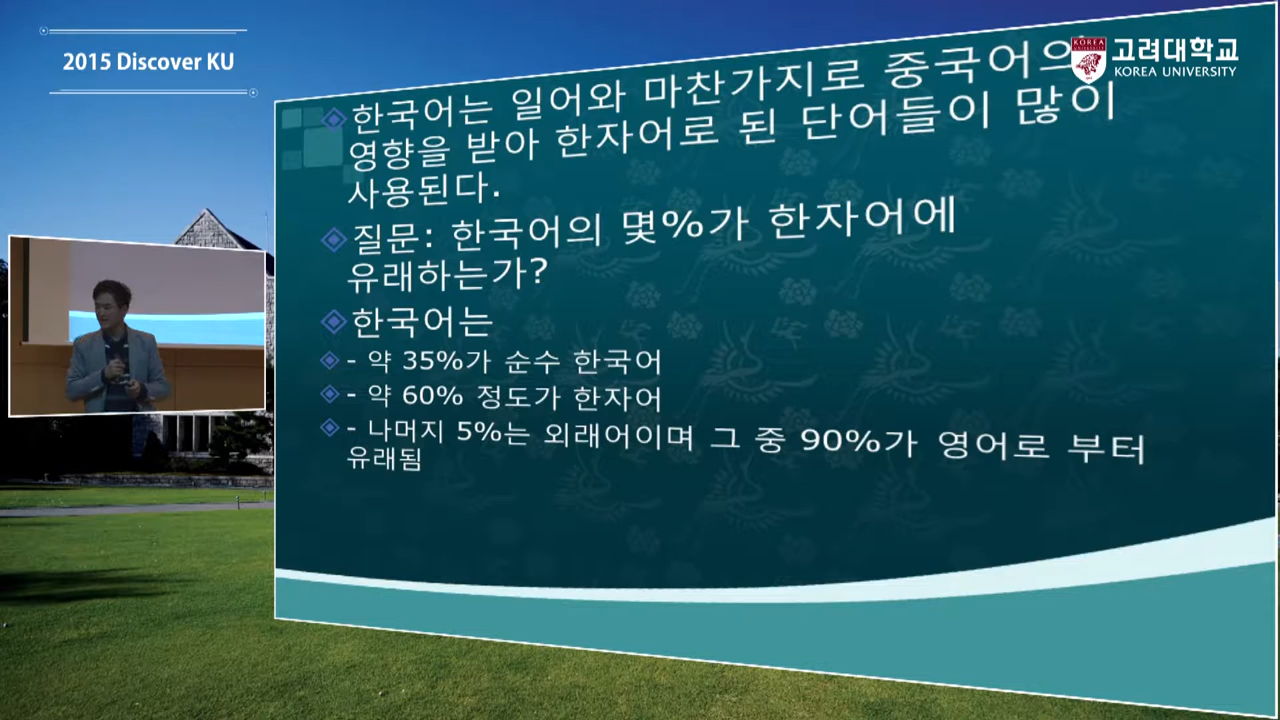 2015 Discover KU
고려대학교
KOREA UNIVERSITY
한국어는 일어와 마찬가지로 중국어의
영향을 받아 한자어로 된 단어들이 많이
사용된다.
질문: 한국어의 몇%가 한자어에
유래하는가?
한국어는
- 약 35%가 순수 한국어
- 약 60% 정도가 한자어
- 나머지 5%는 외래어이며 그 중 90%가 영어로 부터
유래됨